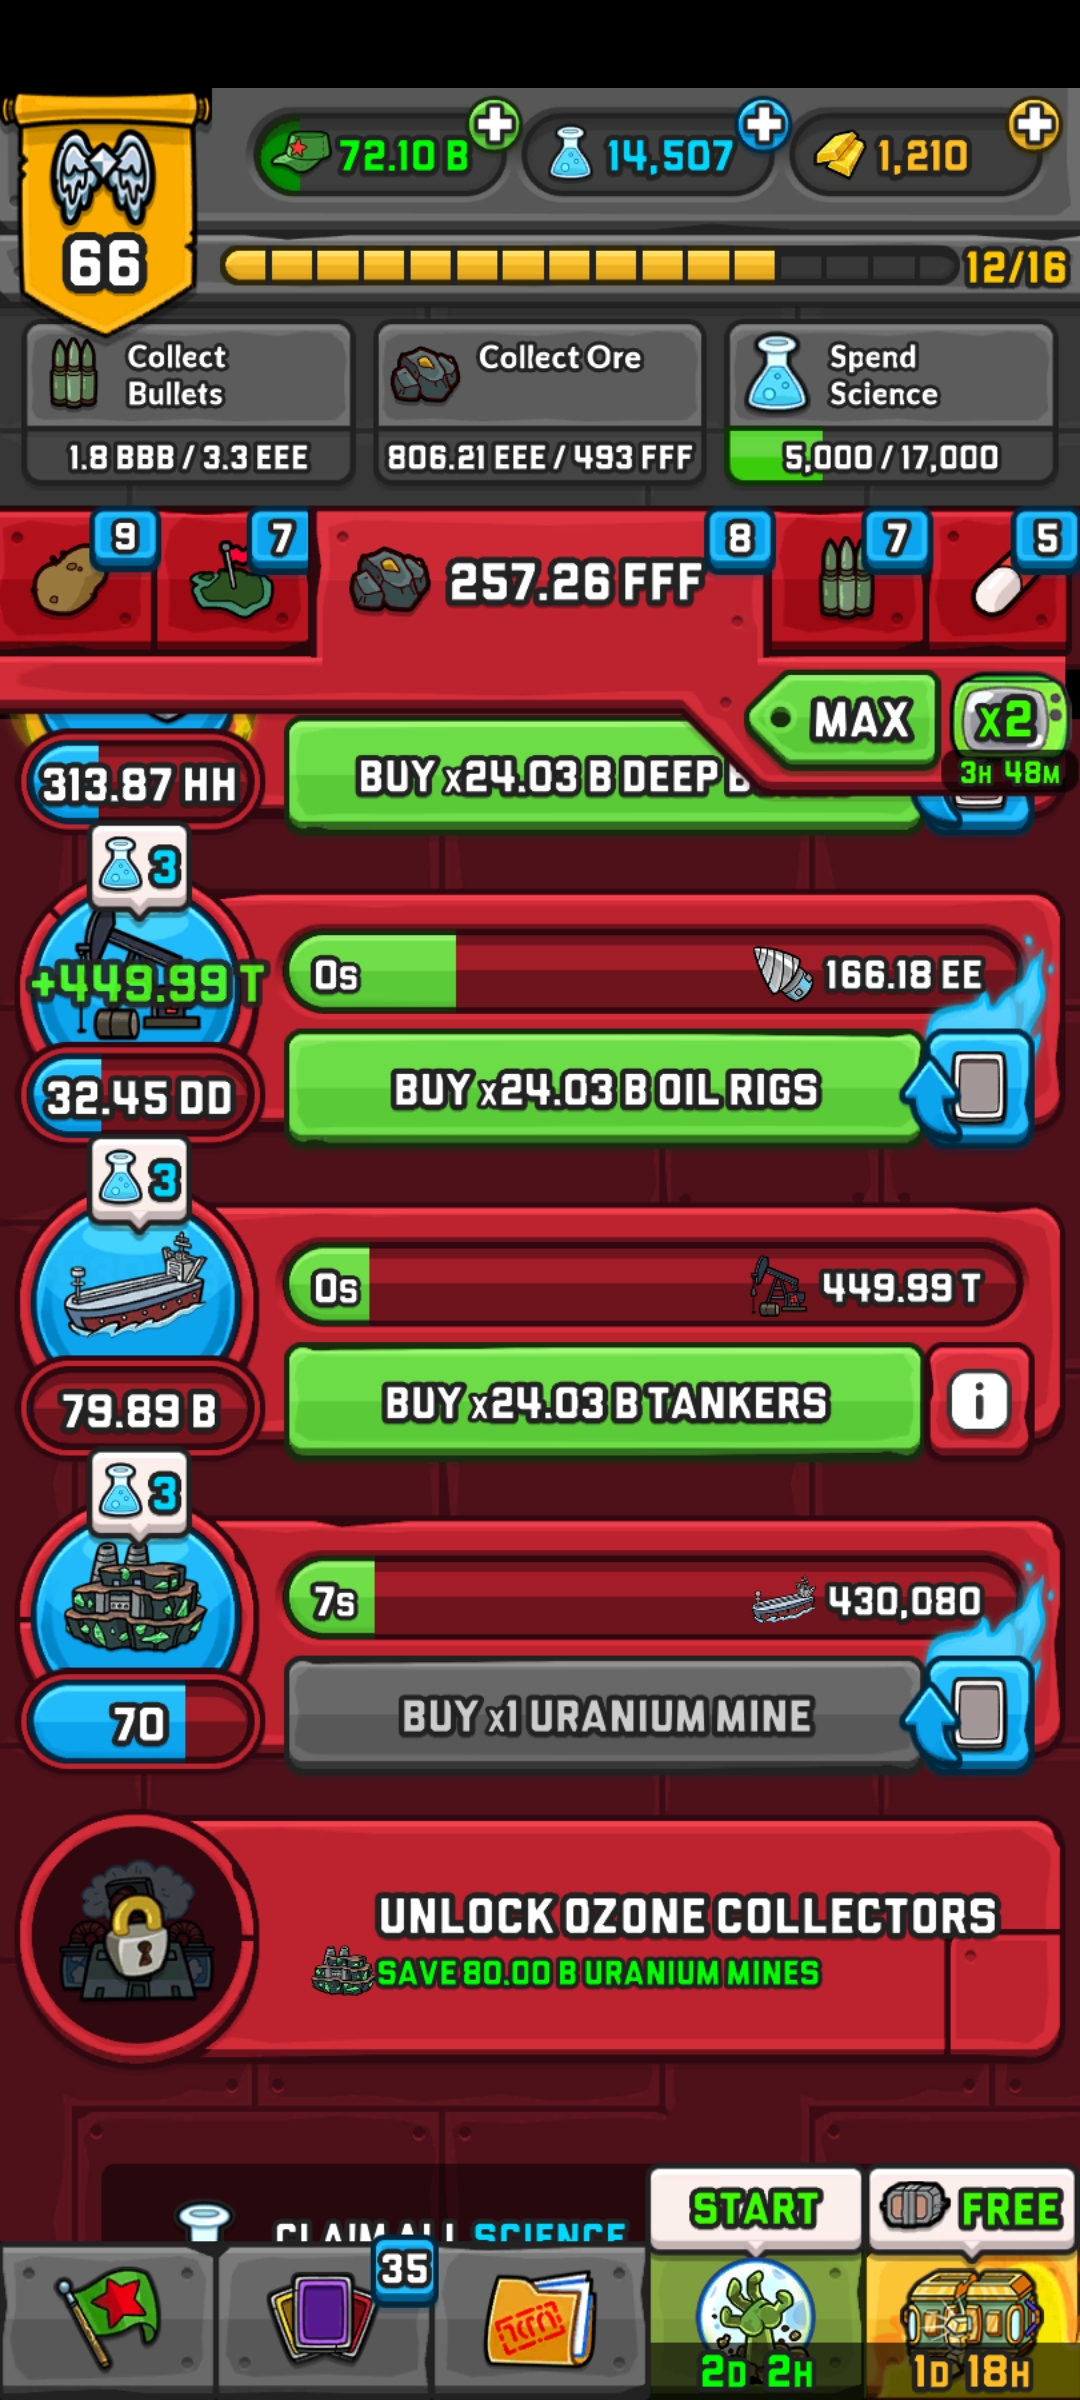 72.10 B
14,507
1,210
66
12/16
Collect
Bullets
1.8 BBB / 3.3 EEE
Collect Ore
806.21 EEE / 493 FFF
Spend
Science
5,000 / 17,000
9
7
257.26 FFF
8
7
5
MAX
x2
3H 48M
313.87 HH
BUY x24.03 B DEEP B
3
+449.99 T
0s
166.18 EE
32.45 DD
BUY x24.03 B OIL RIGS
3
0s
449.99 T
79.89 B
BUY x24.03 B TANKERS
i
3
7s
430,080
70
BUY x1 URANIUM MINE
UNLOCK OZONE COLLECTORS
SAVE 80.00 B URANIUM MINES
CLAIM ALL SCIENCE
START
FREE
35
2D 2H
1D 18H